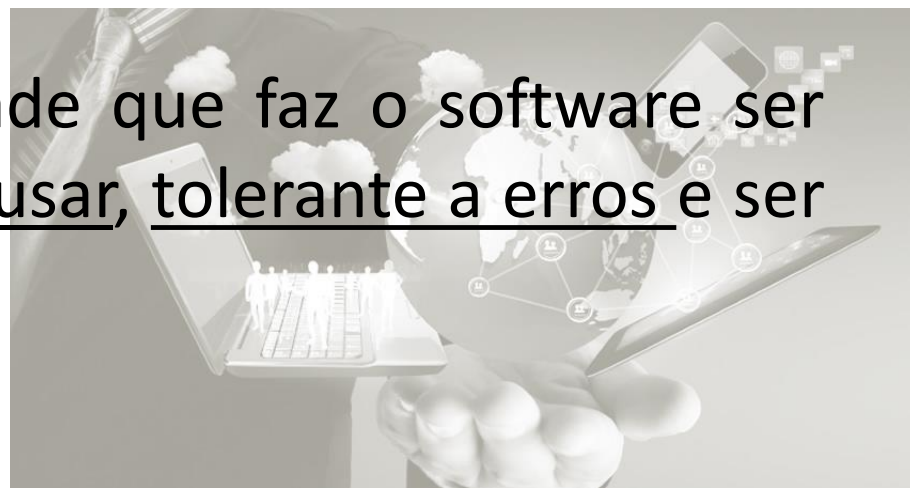 de que faz o software ser
usar, tolerante a erros e ser